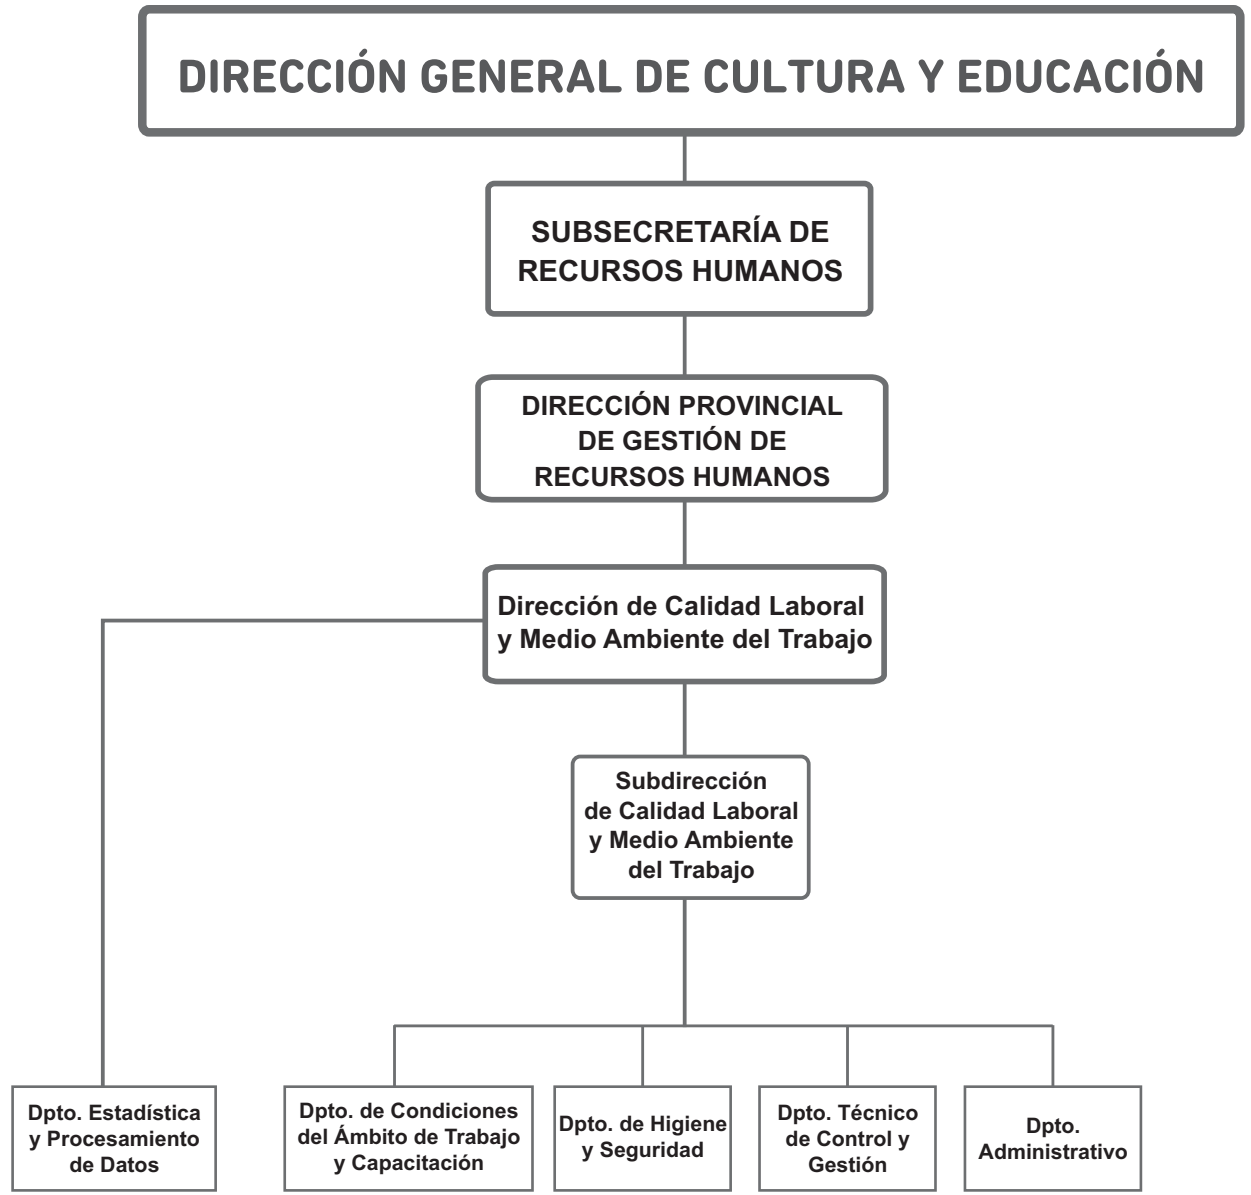 DIRECCIÓN GENERAL DE CULTURA Y EDUCACIÓN
SUBSECRETARÍA DE
RECURSOS HUMANOS
DIRECCIÓN PROVINCIAL
DE GESTIÓN DE
RECURSOS HUMANOS
Dirección de Calidad Laboral
y Medio Ambiente del Trabajo
Subdirección
de Calidad Laboral
y Medio Ambiente
del Trabajo
Dpto. Estadística
y Procesamiento
de Datos
Dpto. de Condiciones
del Ámbito de Trabajo
y Capacitación
Dpto. de Higiene
y Seguridad
Dpto. Técnico
de Control y
Gestión
Dpto.
Administrativo